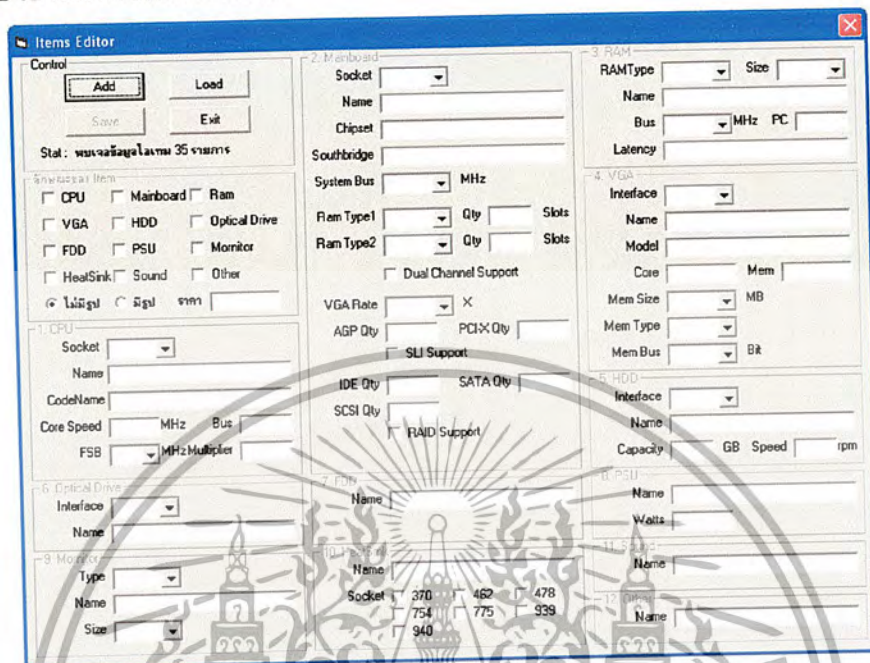 Items Editor
Control
Add Load
Save Exit
Stat : พบเจอข้อมูลไอเทม 35 รายการ
Item
CPU Mainboard Ram
VGA HDD Optical Drive
FDD PSU Mornitor
HeatSink Sound Other
ไม่มีรูป มีรูป ราคา
1. CPU
Socket
Name
CodeName
Core Speed MHz Bus
FSB MHz Multiplier
6. Optical Drive
Interface
Name
9. Monitor
Type
Name
Size
2. Mainboard
Socket
Name
Chipset
Southbridge
System Bus MHz
Ram Type1 Qty Slots
Ram Type2 Qty Slots
Dual Channel Support
VGA Rate X
AGP Qty PCI-X Qty
SLI Support
IDE Qty SATA Qty
SCSI Qty
RAID Support
7. FDD
Name
10. HeatSink
Name
Socket 370 462 478
754 775 939
940
3. RAM
RAMType Size
Name
Bus MHz PC
Latency
4. VGA
Interface
Name
Model
Core Mem
Mem Size MB
Mem Type
Mem Bus Bit
5. HDD
Interface
Name
Capacity GB Speed rpm
8. PSU
Name
Watts
11. Sound
Name
12. Other
Name